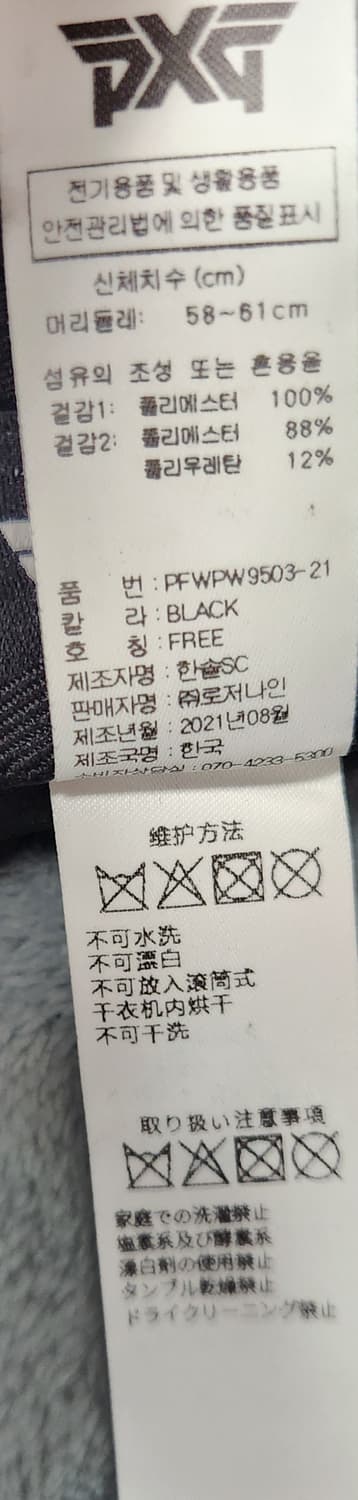 PXG
전기용품 및 생활용품
안전관리법에 의한 품질표시
신체치수 (cm)
머리둘레: 58~61cm
섬유의 조성 또는 혼용율
겉감1: 폴리에스터 100%
겉감2: 폴리에스터 88%
폴리우레탄 12%
품 번 : PFWPW9503-21
칼 라 : BLACK
호 칭 : FREE
제조자명 : 한솔SC
판매자명 : ㈜로저나인
제조년월 : 2021년08월
제조국명 : 한국
소비자상담실 : 070-4233-5300
维护方法
不可水洗
不可漂白
不可放入滚筒式
干衣机内烘干
不可干洗
取り扱い注意事項
家庭での洗濯禁止
塩素系及び酵素系
漂白剤の使用禁止
タンブル乾燥禁止
ドライクリーニング禁止